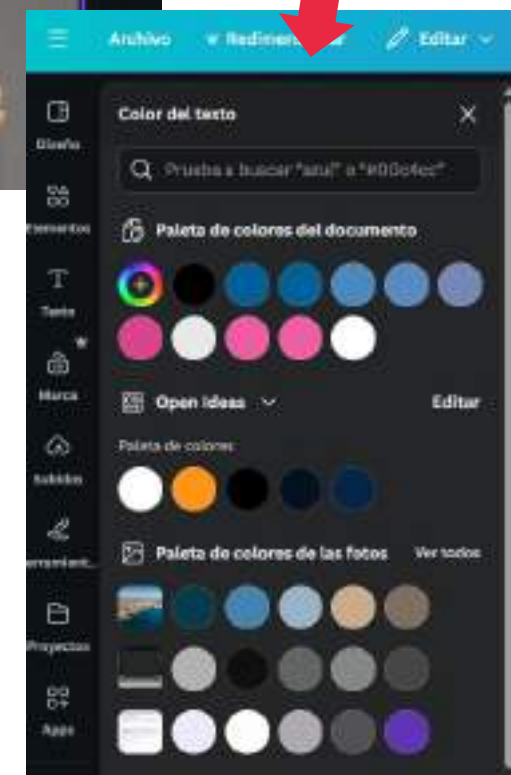 Archivo
Editar
Color del texto
Diseño
Prueba a buscar "azul" o "#00c4cc"
Elementos
Paleta de colores del documento
Texto
Marca
Open Ideas
Editar
Paleta de colores
Subidos
Paleta de colores de las fotos
Ver todos
Proyectos
Apps